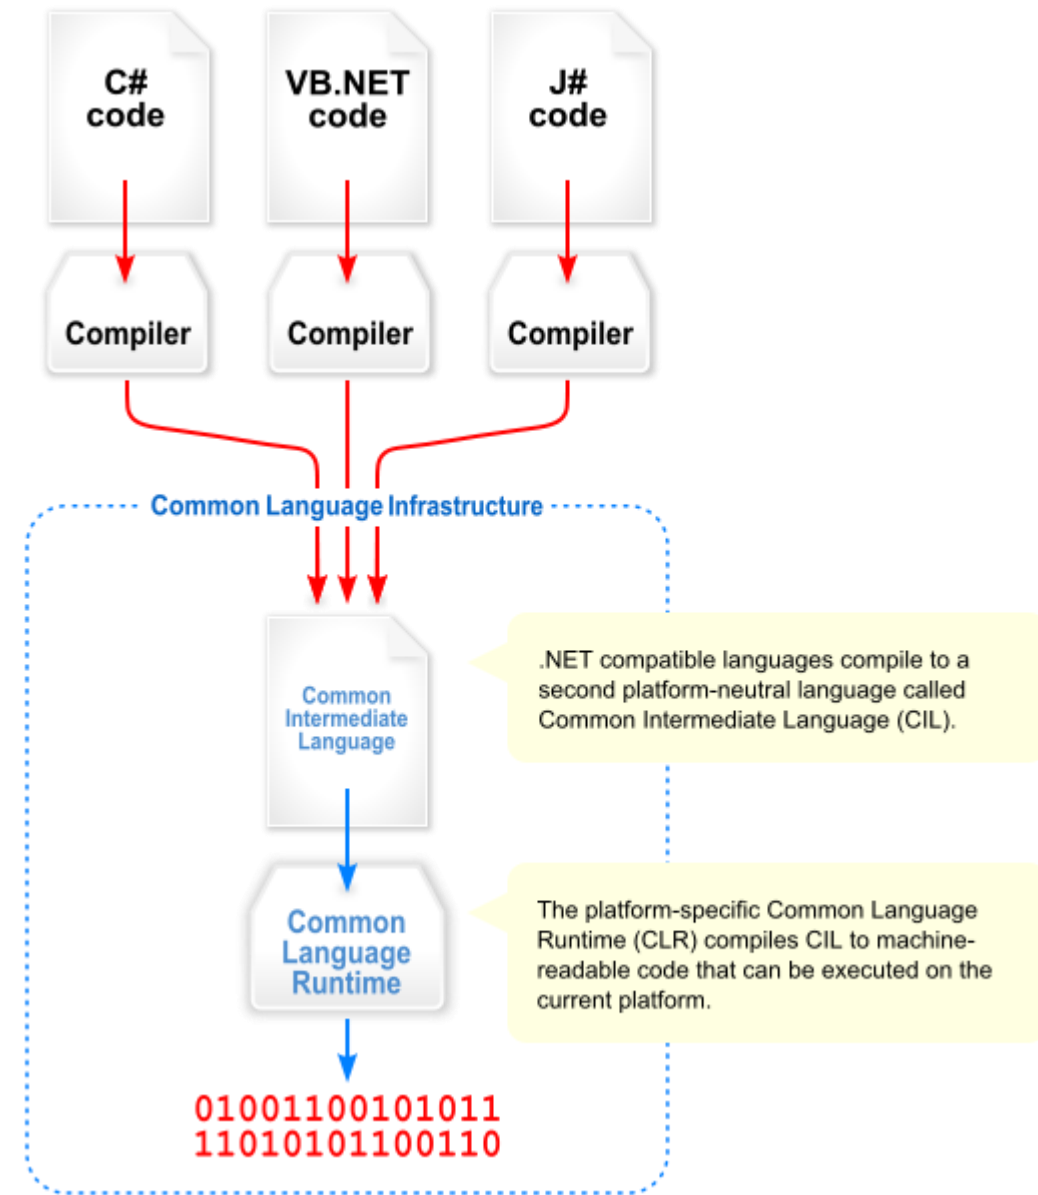 C#
code
VB.NET
code
J#
code
Compiler
Compiler
Compiler
Common Language Infrastructure
Common
Intermediate
Language
.NET compatible languages compile to a
second platform-neutral language called
Common Intermediate Language (CIL).
Common
Language
Runtime
The platform-specific Common Language
Runtime (CLR) compiles CIL to machine-
readable code that can be executed on the
current platform.
01001100101011
11010101100110